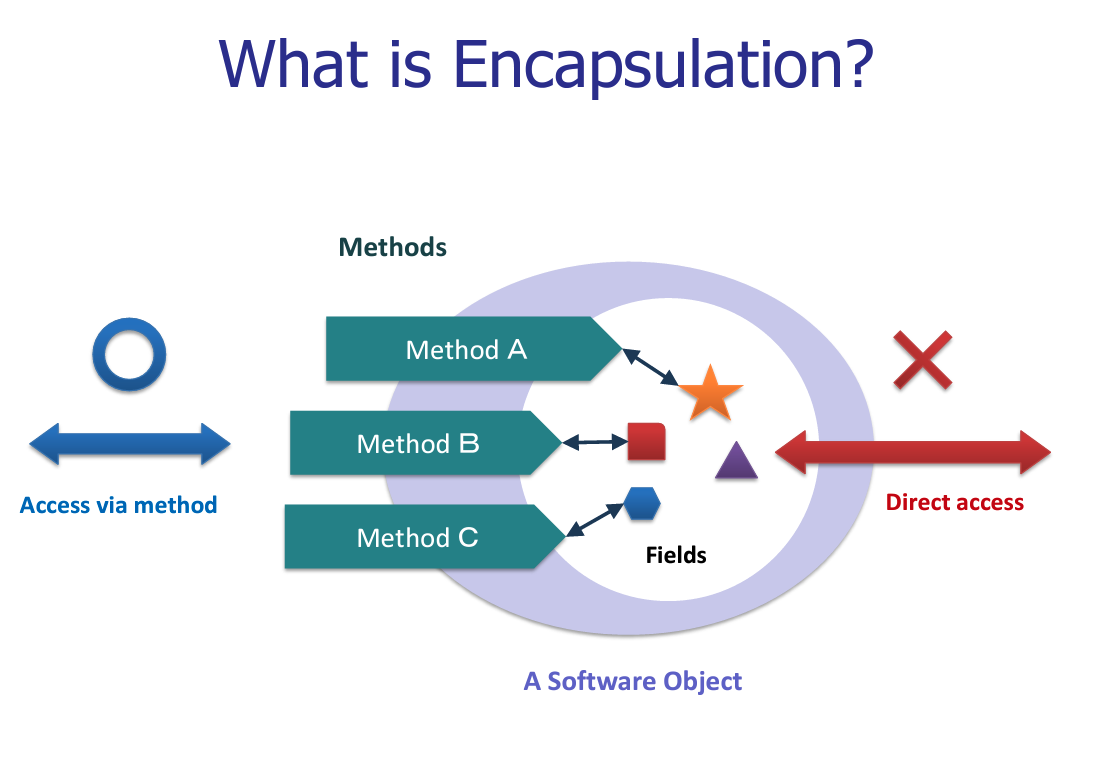 What is Encapsulation?
Methods
Method A
Method B
Method C
Access via method
Direct access
Fields
A Software Object